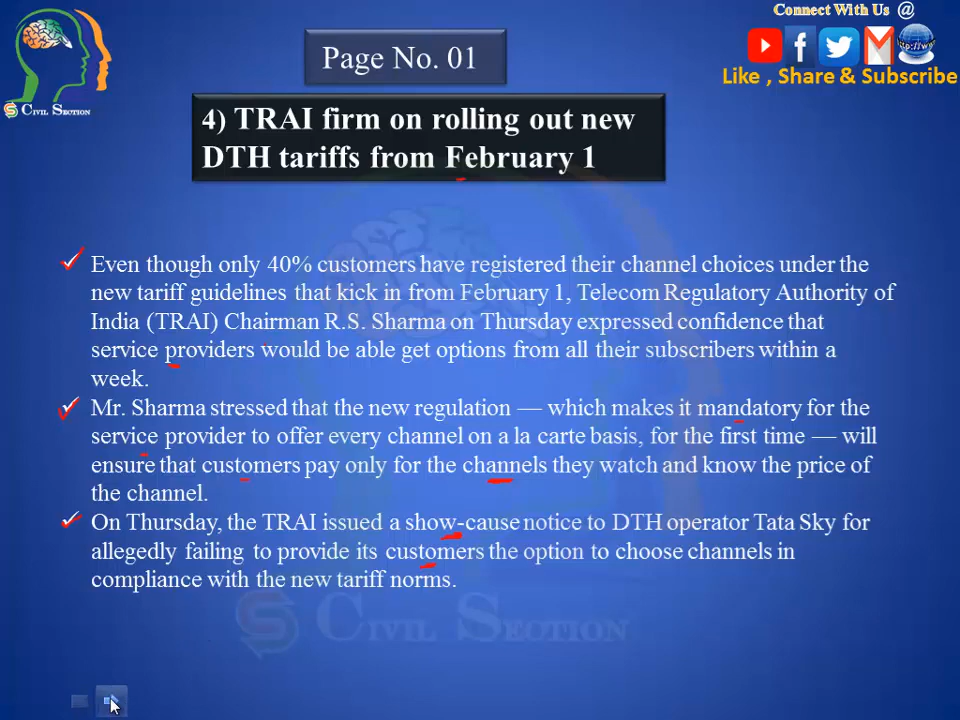 Connect With Us @
Page No. 01
http://www
Like , Share & Subscribe
CIVIL SECTION
4) TRAI firm on rolling out new
DTH tariffs from February 1
Even though only 40% customers have registered their channel choices under the
new tariff guidelines that kick in from February 1, Telecom Regulatory Authority of
India (TRAI) Chairman R.S. Sharma on Thursday expressed confidence that
service providers would be able get options from all their subscribers within a
week.
Mr. Sharma stressed that the new regulation — which makes it mandatory for the
service provider to offer every channel on a la carte basis, for the first time — will
ensure that customers pay only for the channels they watch and know the price of
the channel.
On Thursday, the TRAI issued a show-cause notice to DTH operator Tata Sky for
allegedly failing to provide its customers the option to choose channels in
compliance with the new tariff norms.
CIVIL SECTION